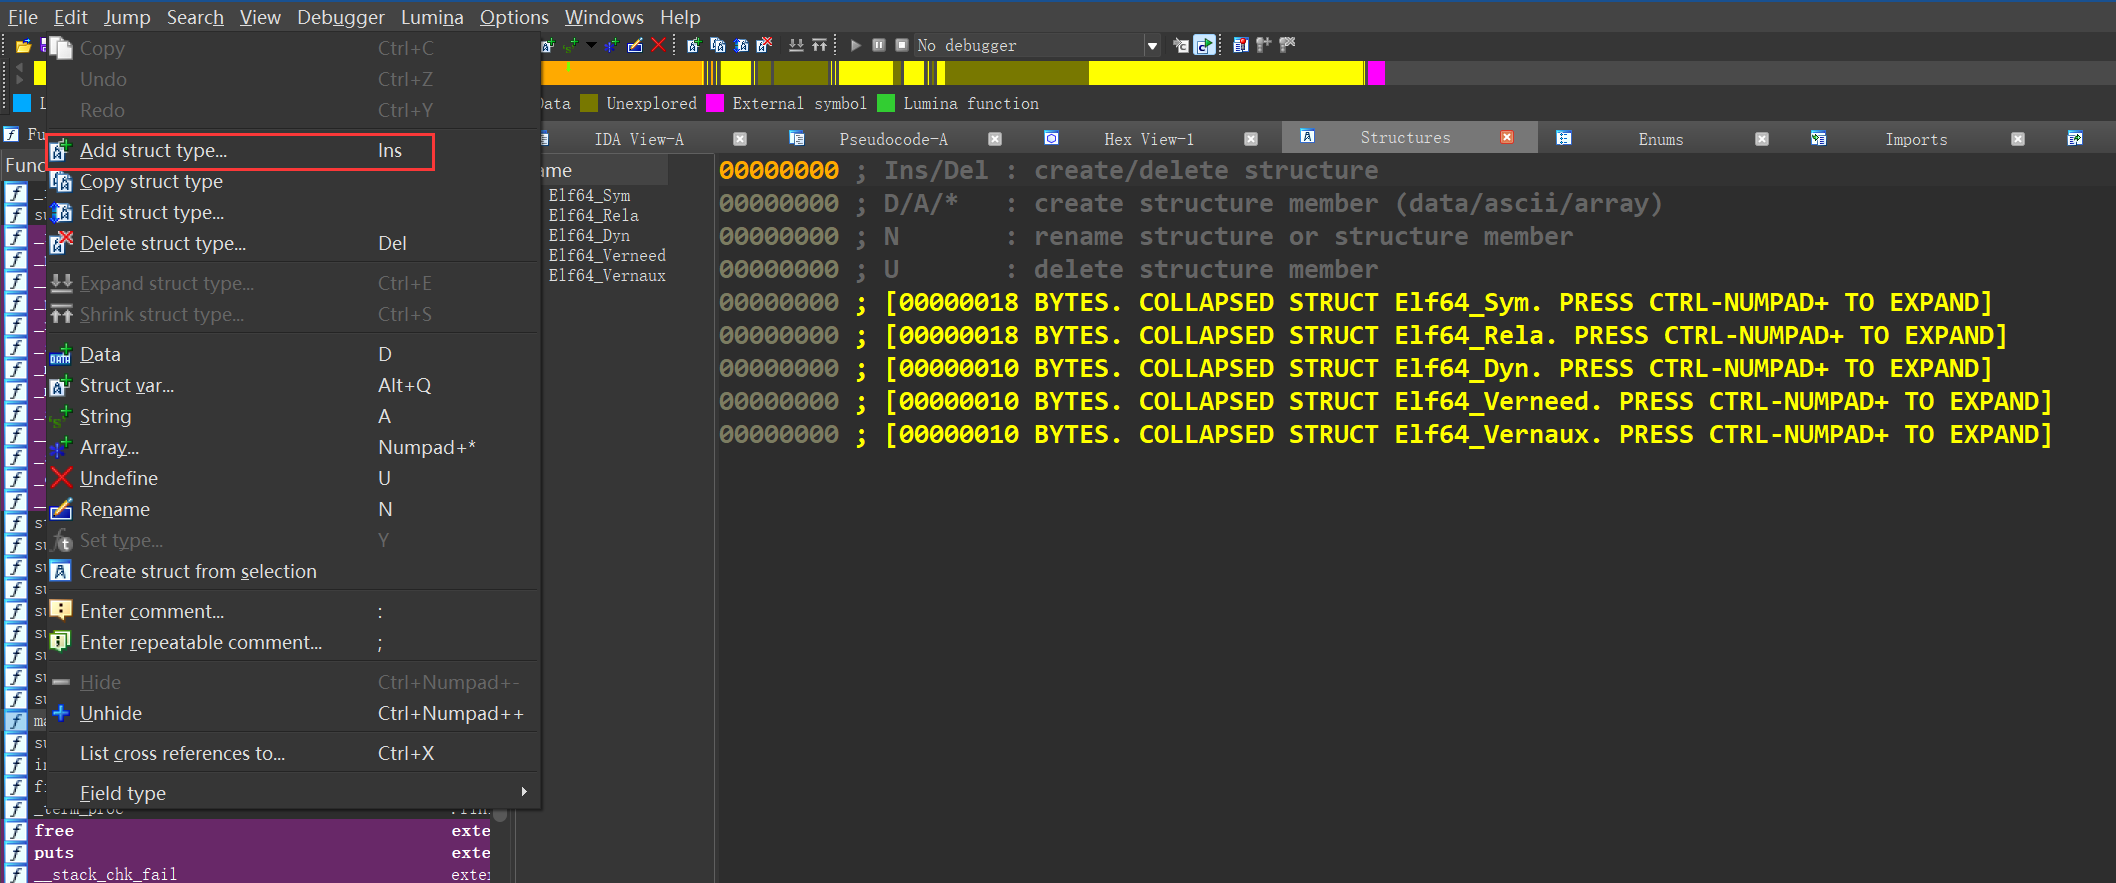 File Edit Jump Search View Debugger Lumina Options Windows Help
No debugger
Data Unexplored External symbol Lumina function
Copy Ctrl+C
Undo Ctrl+Z
Redo Ctrl+Y
Add struct type... Ins
Copy struct type
Edit struct type...
Delete struct type... Del
Expand struct type... Ctrl+E
Shrink struct type... Ctrl+S
Data D
Struct var... Alt+Q
String A
Array... Numpad+*
Undefine U
Rename N
Set type... Y
Create struct from selection
Enter comment... :
Enter repeatable comment... ;
Hide Ctrl+Numpad+-
Unhide Ctrl+Numpad++
List cross references to... Ctrl+X
Field type
_term_proc
free exte
puts exte
__stack_chk_fail exter
IDA View-A Pseudocode-A Hex View-1 Structures Enums Imports
ame
Elf64_Sym
Elf64_Rela
Elf64_Dyn
Elf64_Verneed
Elf64_Vernaux
00000000 ; Ins/Del : create/delete structure
00000000 ; D/A/* : create structure member (data/ascii/array)
00000000 ; N : rename structure or structure member
00000000 ; U : delete structure member
00000000 ; [00000018 BYTES. COLLAPSED STRUCT Elf64_Sym. PRESS CTRL-NUMPAD+ TO EXPAND]
00000000 ; [00000018 BYTES. COLLAPSED STRUCT Elf64_Rela. PRESS CTRL-NUMPAD+ TO EXPAND]
00000000 ; [00000010 BYTES. COLLAPSED STRUCT Elf64_Dyn. PRESS CTRL-NUMPAD+ TO EXPAND]
00000000 ; [00000010 BYTES. COLLAPSED STRUCT Elf64_Verneed. PRESS CTRL-NUMPAD+ TO EXPAND]
00000000 ; [00000010 BYTES. COLLAPSED STRUCT Elf64_Vernaux. PRESS CTRL-NUMPAD+ TO EXPAND]